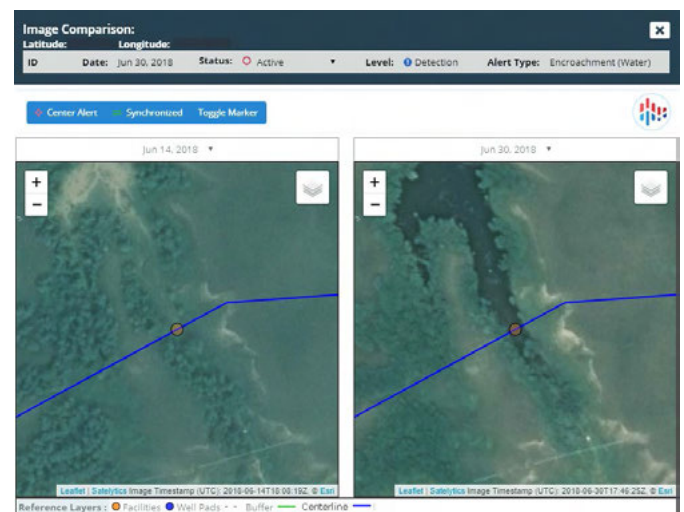 Image Comparison:
Latitude: Longitude:
ID Date: Jun 30, 2018 Status: Active Level: Detection Alert Type: Encroachment (Water)
Center Alert Synchronized Toggle Marker
Jun 14, 2018
Jun 30, 2018
+
−
+
−
Leaflet | Satelytics Image Timestamp (UTC): 2018-06-14T18:08:19Z, © Esri
Leaflet | Satelytics Image Timestamp (UTC): 2018-06-30T17:46:25Z, © Esri
Reference Layers: Facilities Well Pads Buffer Centerline